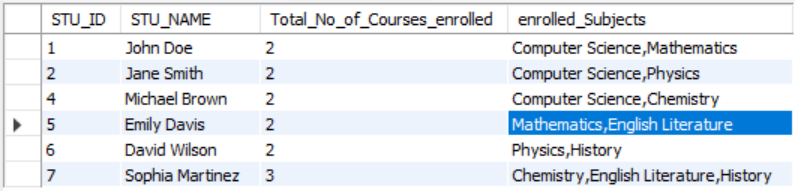 STU_ID STU_NAME Total_No_of_Courses_enrolled enrolled_Subjects
1 John Doe 2 Computer Science,Mathematics
2 Jane Smith 2 Computer Science,Physics
4 Michael Brown 2 Computer Science,Chemistry
5 Emily Davis 2 Mathematics,English Literature
6 David Wilson 2 Physics,History
7 Sophia Martinez 3 Chemistry,English Literature,History